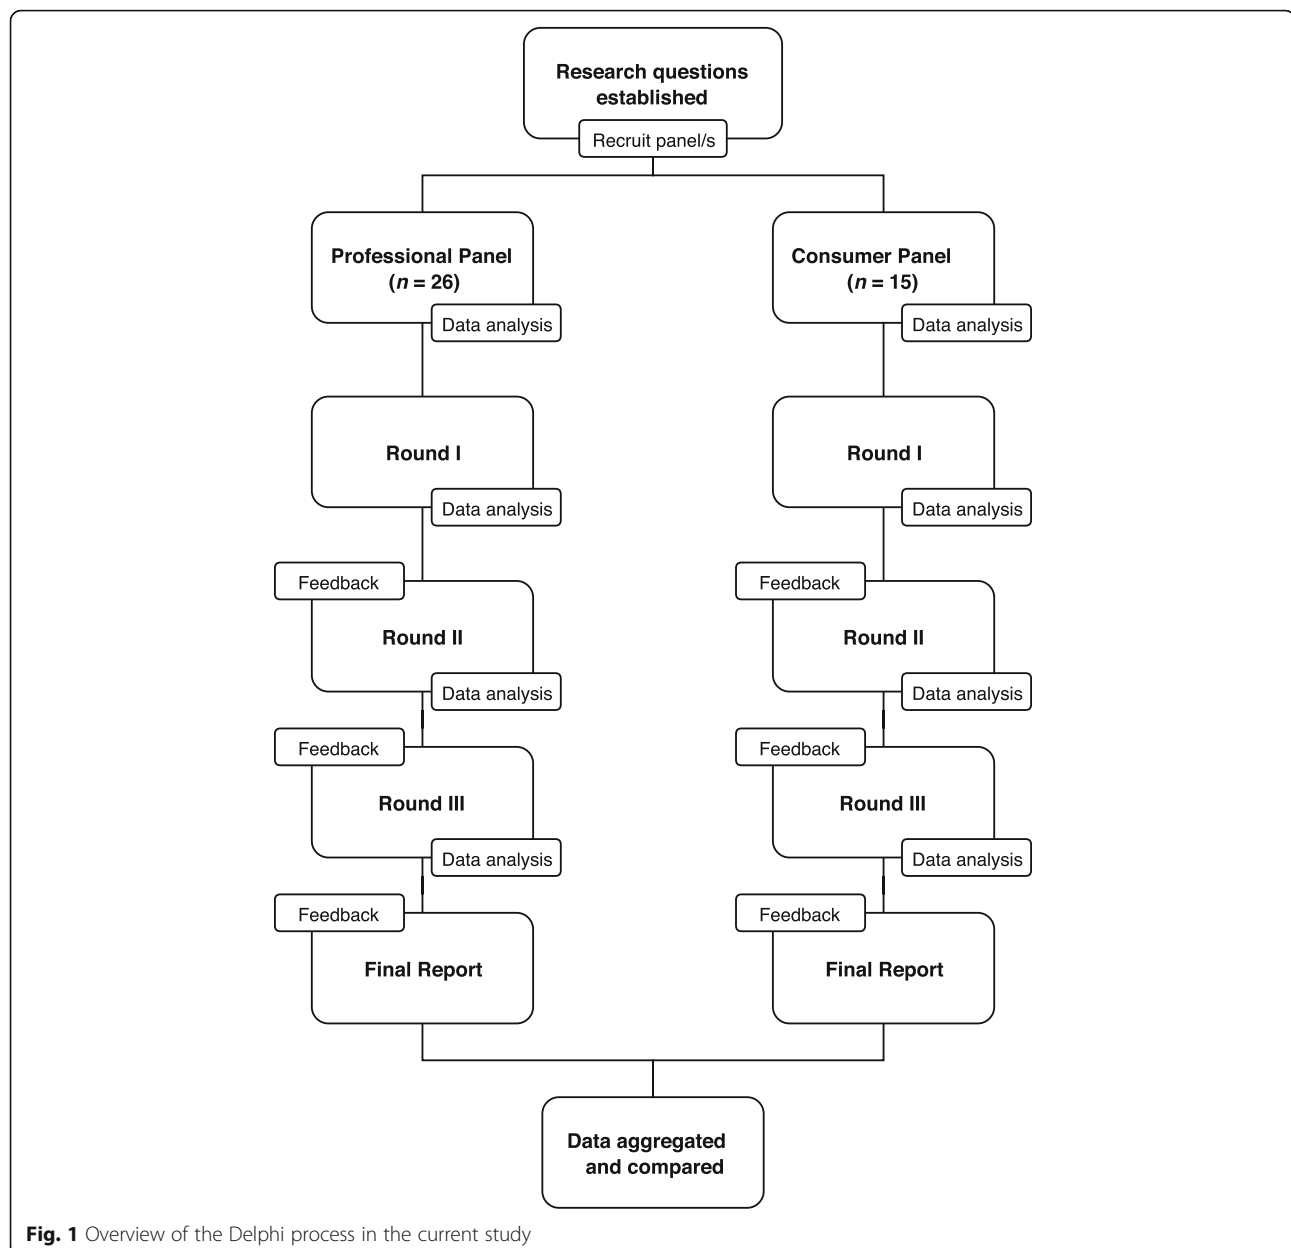 Research questions
established
Recruit panel/s
Professional Panel
(n = 26)
Data analysis
Consumer Panel
(n = 15)
Data analysis
Round I
Data analysis
Round I
Data analysis
Feedback
Round II
Data analysis
Feedback
Round II
Data analysis
Feedback
Round III
Data analysis
Feedback
Round III
Data analysis
Feedback
Final Report
Feedback
Final Report
Data aggregated
and compared
Fig. 1 Overview of the Delphi process in the current study